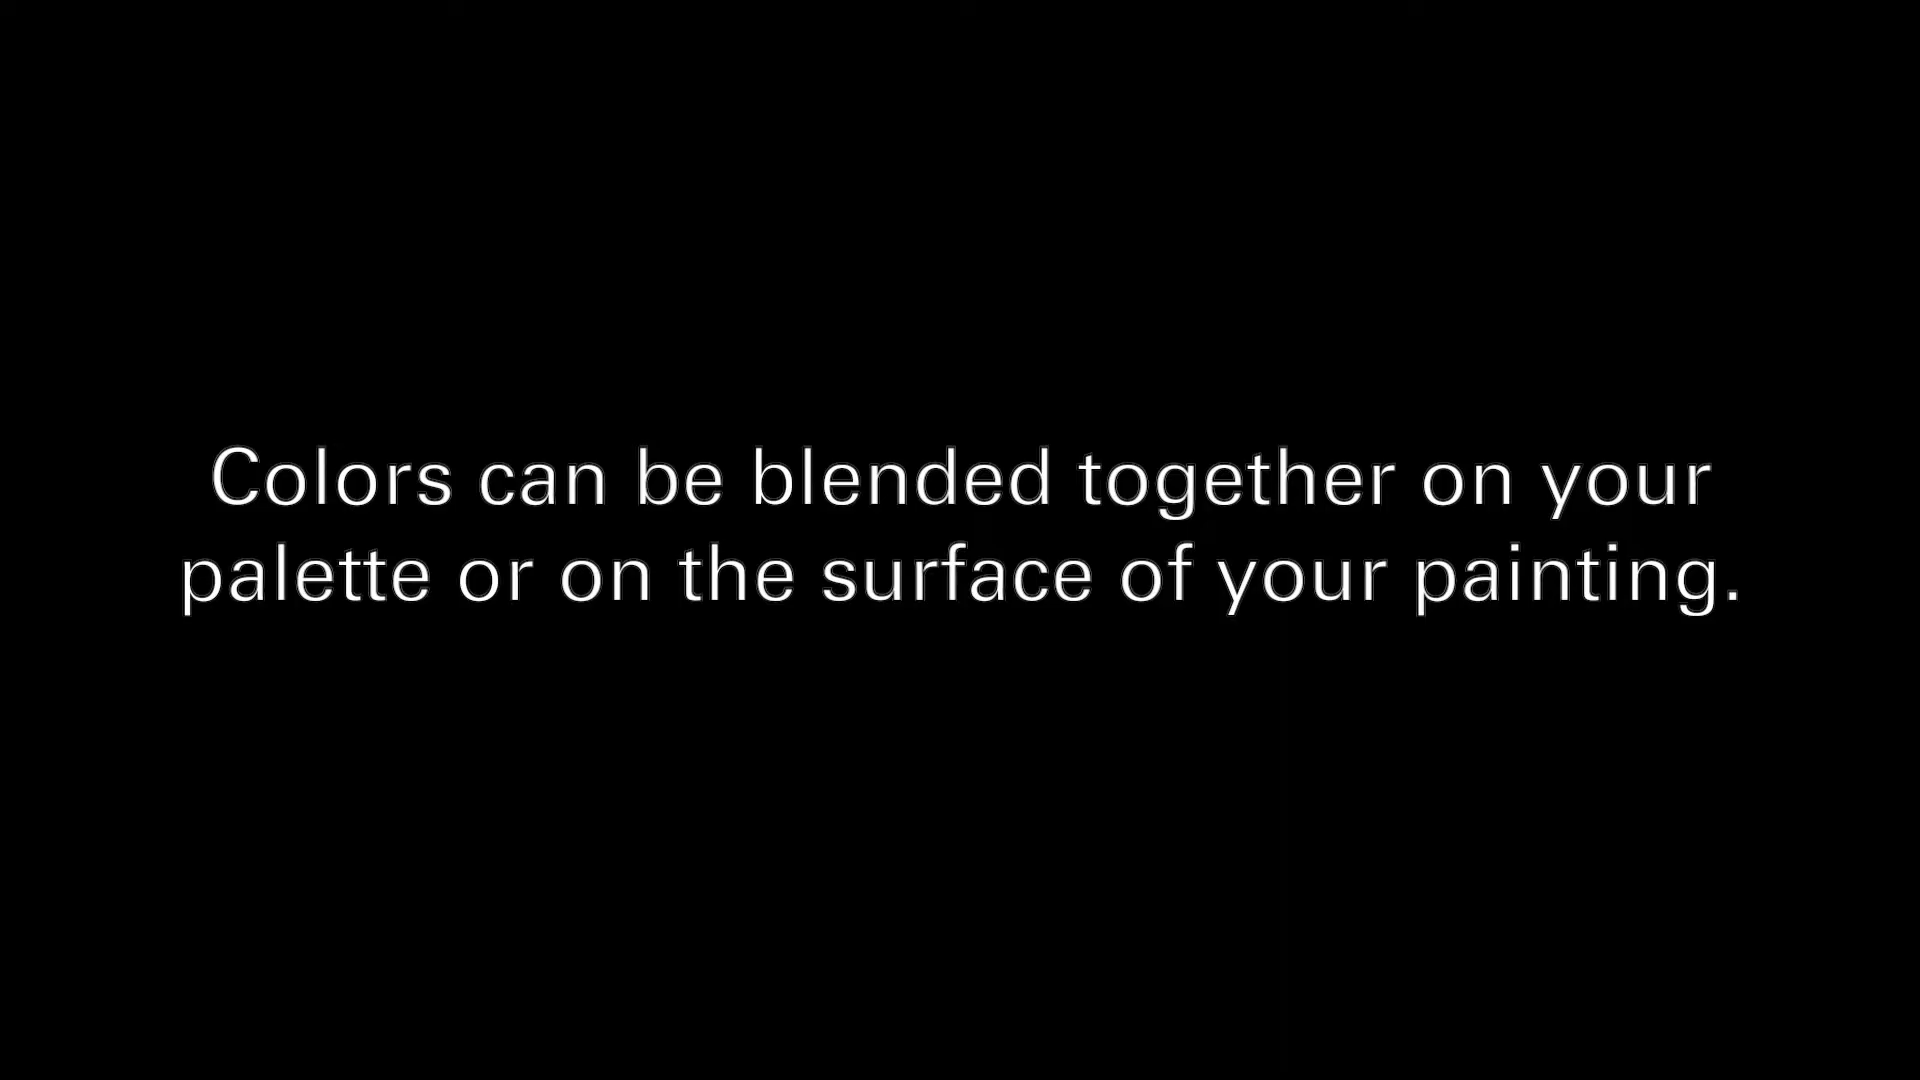 Colors can be blended together on your
palette or on the surface of your painting.